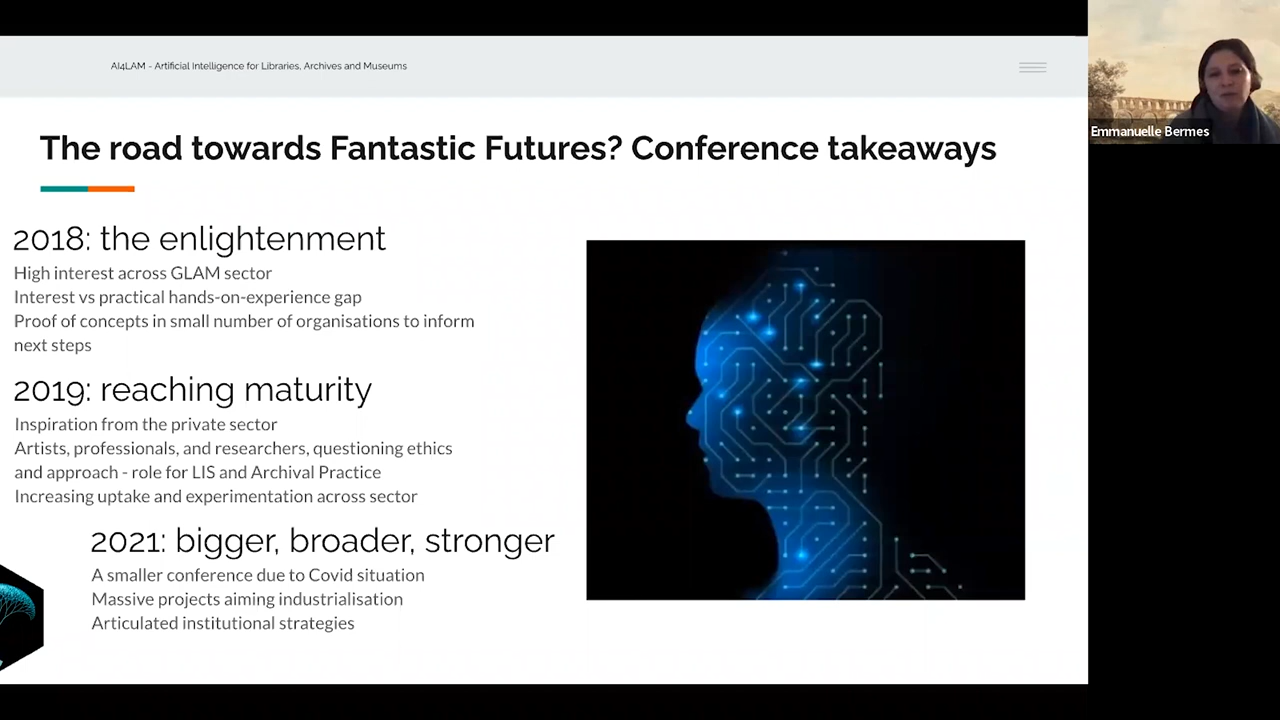 AI4LAM - Artificial Intelligence for Libraries, Archives and Museums
The road towards Fantastic Futures? Conference takeaways
2018: the enlightenment
High interest across GLAM sector
Interest vs practical hands-on-experience gap
Proof of concepts in small number of organisations to inform
next steps
2019: reaching maturity
Inspiration from the private sector
Artists, professionals, and researchers, questioning ethics
and approach - role for LIS and Archival Practice
Increasing uptake and experimentation across sector
2021: bigger, broader, stronger
A smaller conference due to Covid situation
Massive projects aiming industrialisation
Articulated institutional strategies
Emmanuelle Bermes